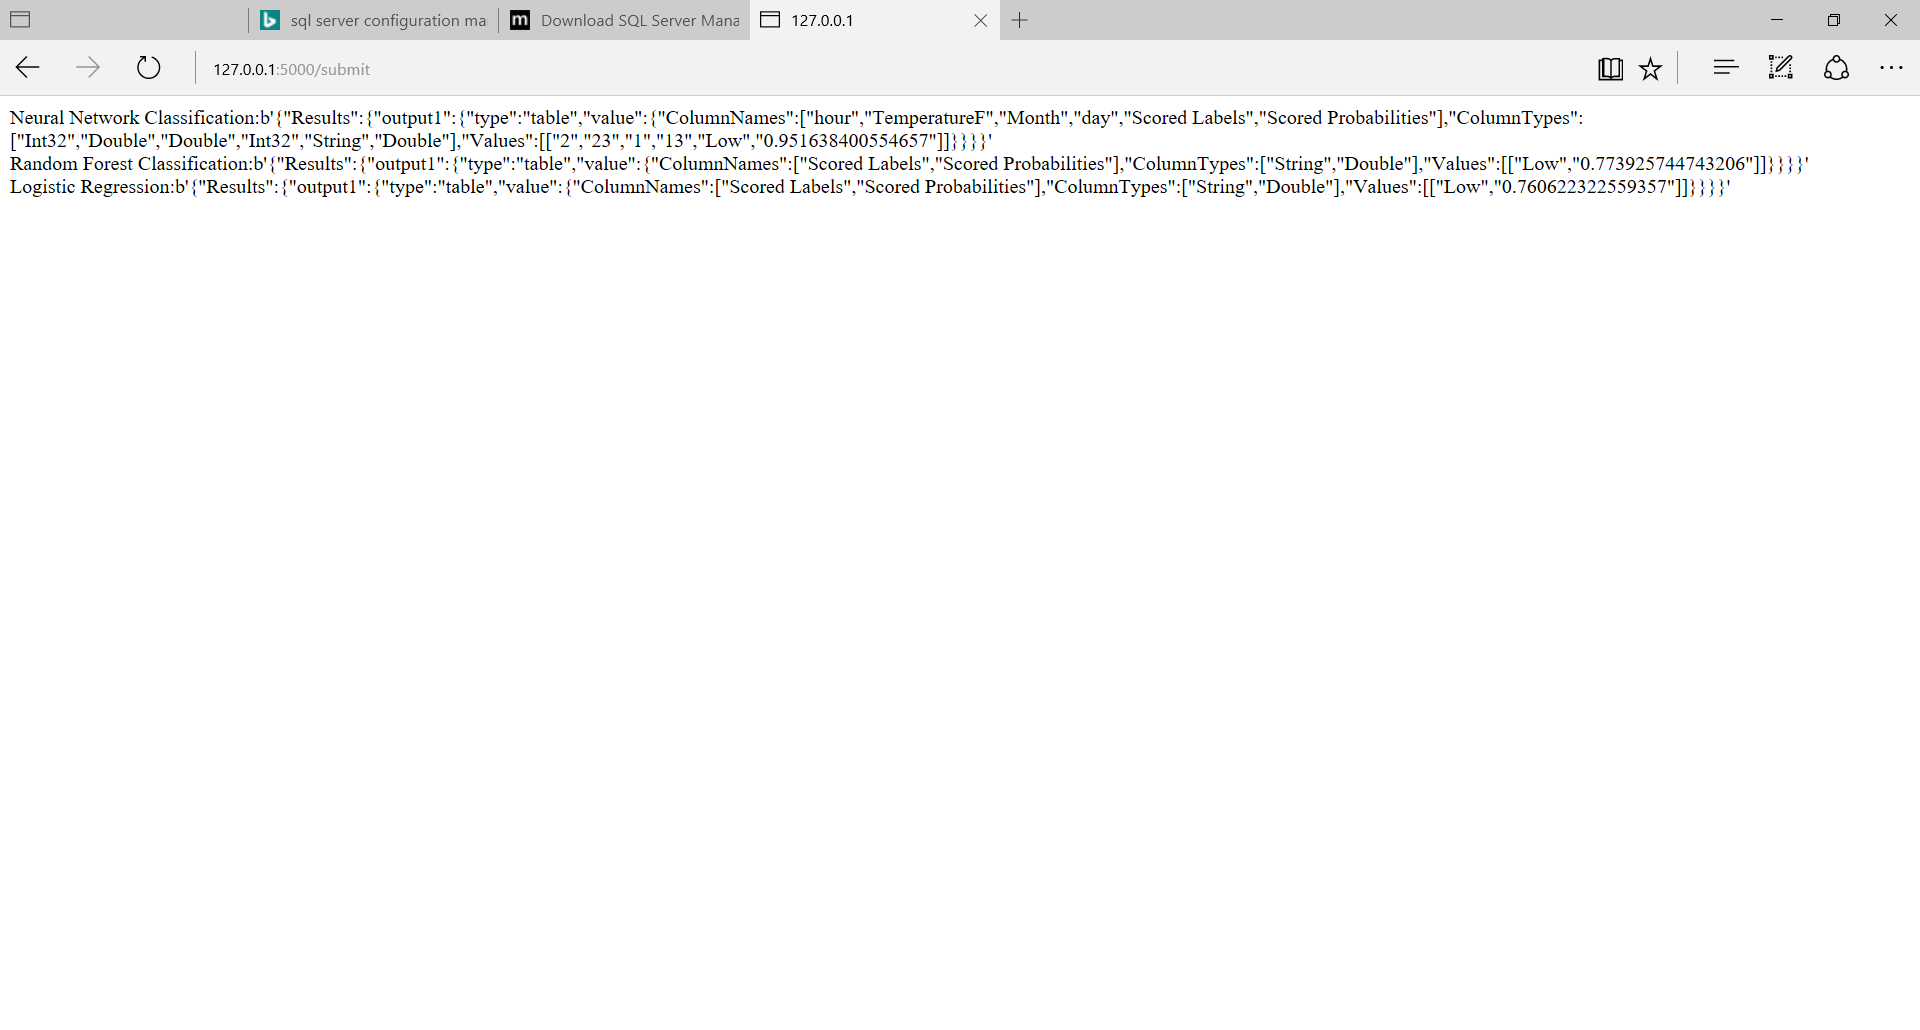 sql server configuration ma
Download SQL Server Mana
127.0.0.1
127.0.0.1:5000/submit
Neural Network Classification:b'{"Results":{"output1":{"type":"table","value":{"ColumnNames":["hour","TemperatureF","Month","day","Scored Labels","Scored Probabilities"],"ColumnTypes":
["Int32","Double","Double","Int32","String","Double"],"Values":[["2","23","1","13","Low","0.951638400554657"]]}}}}'
Random Forest Classification:b'{"Results":{"output1":{"type":"table","value":{"ColumnNames":["Scored Labels","Scored Probabilities"],"ColumnTypes":["String","Double"],"Values":[["Low","0.773925744743206"]]}}}}'
Logistic Regression:b'{"Results":{"output1":{"type":"table","value":{"ColumnNames":["Scored Labels","Scored Probabilities"],"ColumnTypes":["String","Double"],"Values":[["Low","0.760622322559357"]]}}}}'